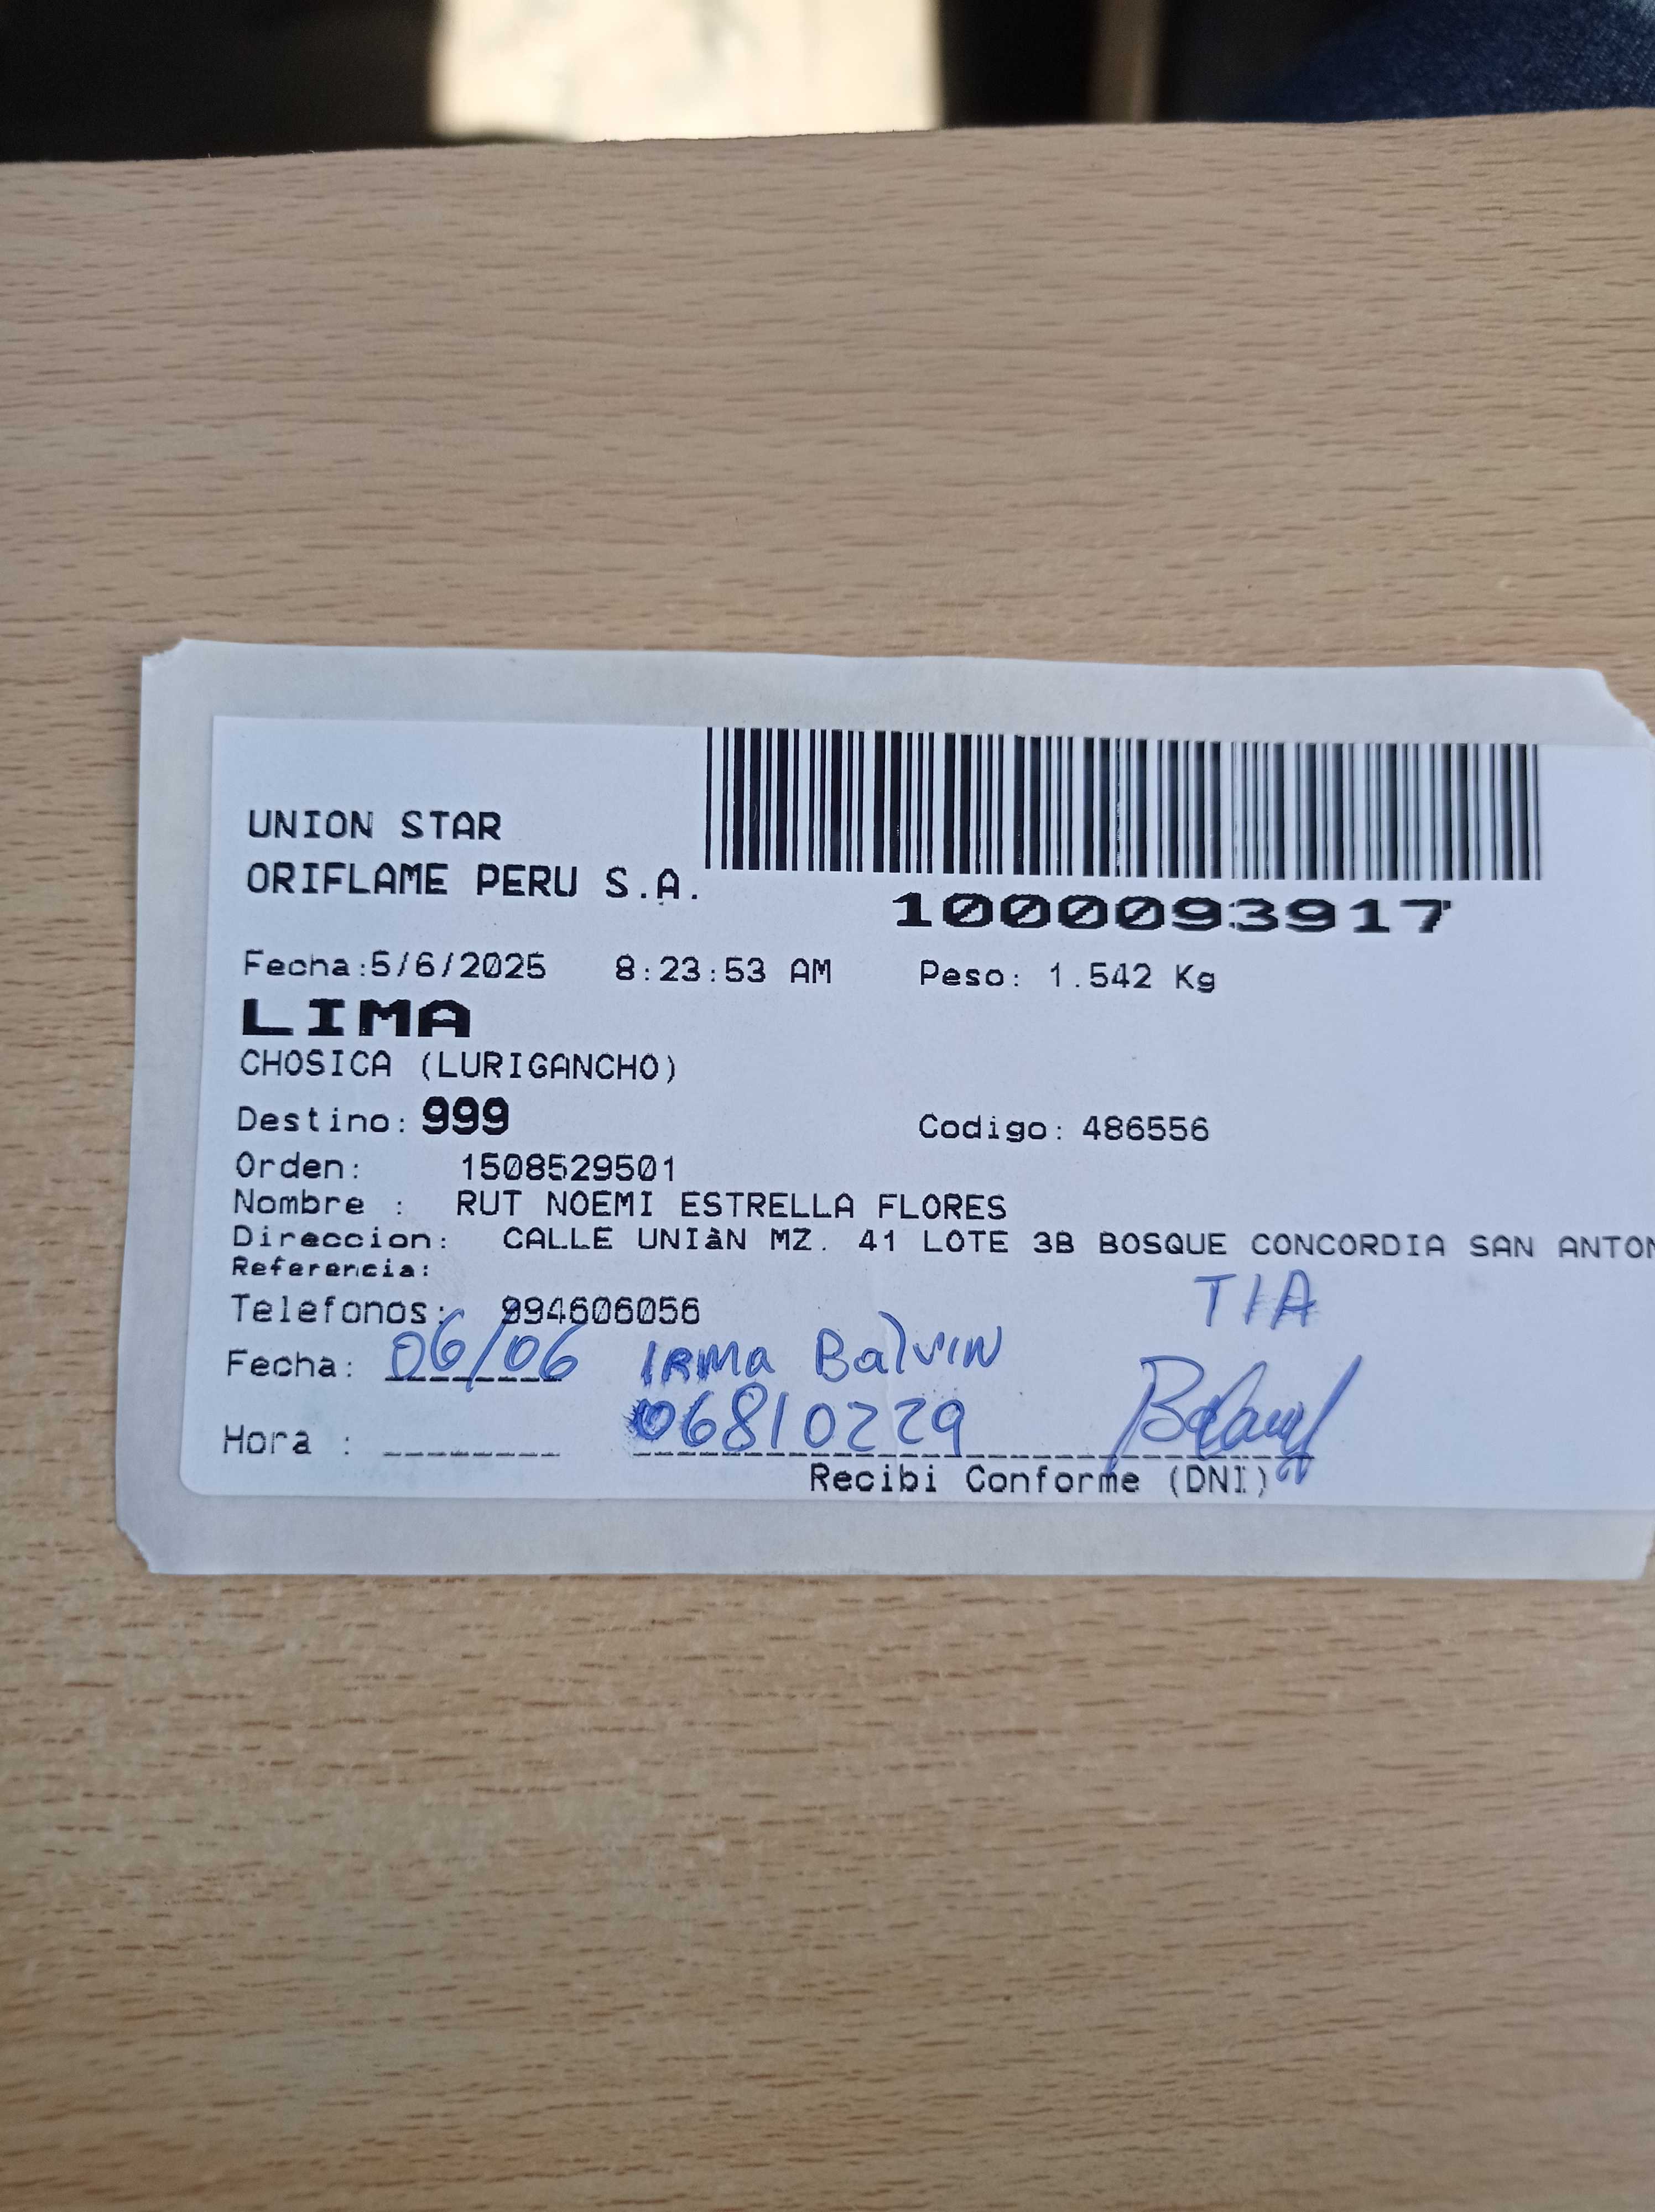 UNION STAR
ORIFLAME PERU S.A.
1000093917
Fecha:5/6/2025 8:23:53 AM Peso: 1.542 Kg
LIMA
CHOSICA (LURIGANCHO)
Destino: 999 Codigo: 486556
Orden: 1508529501
Nombre : RUT NOEMI ESTRELLA FLORES
Direccion: CALLE UNIàN MZ. 41 LOTE 3B BOSQUE CONCORDIA SAN ANTON
Referencia:
TIA
Telefonos: 994606056
Fecha: 06/06 IRMa BalvIN
Hora : 06810229
Recibi Conforme (DNI)